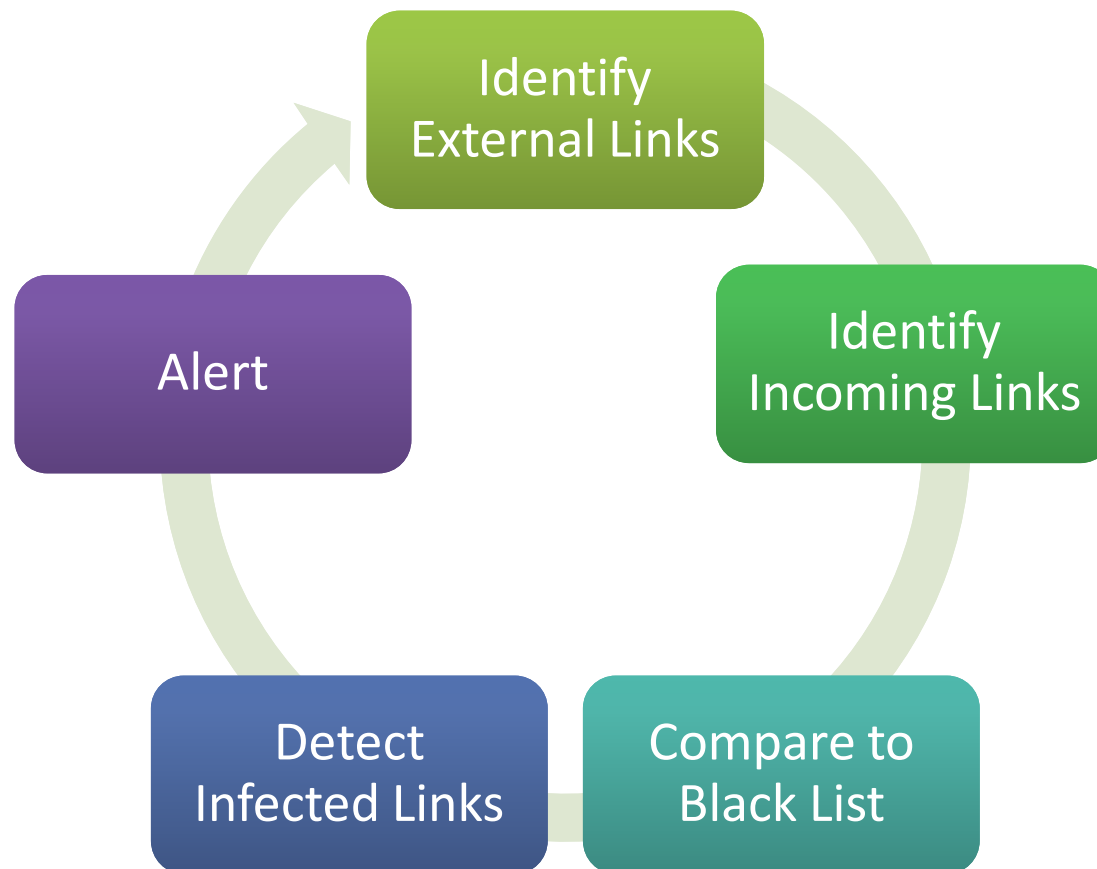 Identify
External Links
Identify
Incoming Links
Compare to
Black List
Detect
Infected Links
Alert